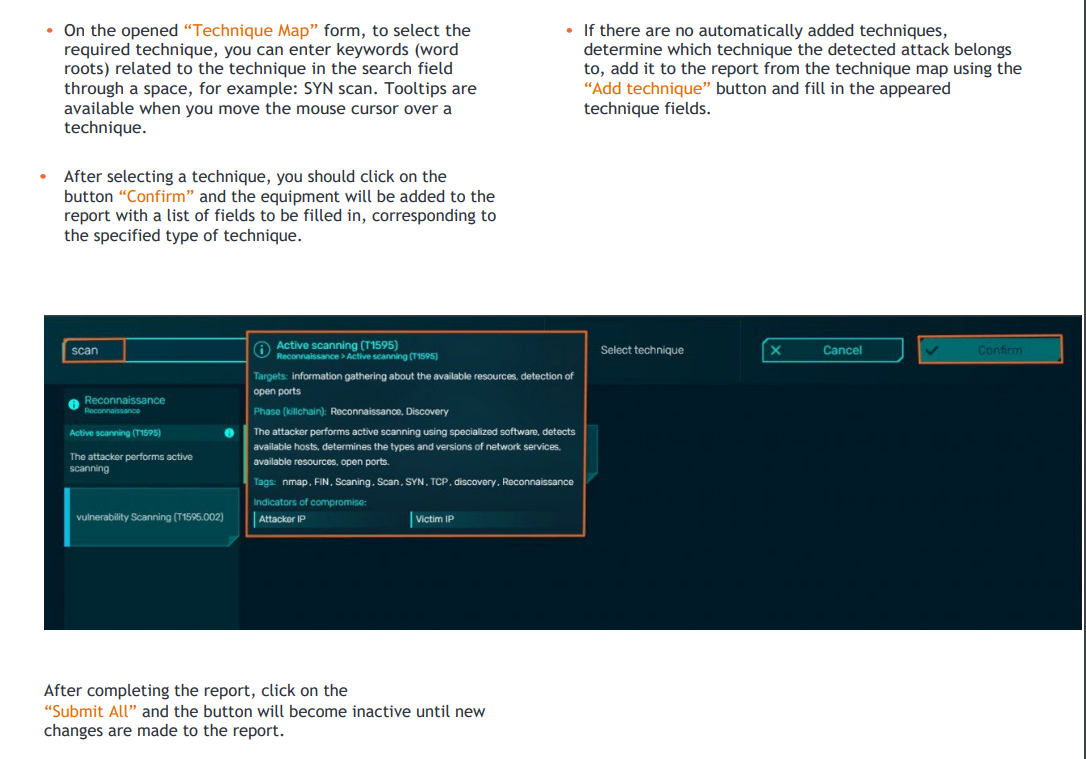 • On the opened “Technique Map” form, to select the
required technique, you can enter keywords (word
roots) related to the technique in the search field
through a space, for example: SYN scan. Tooltips are
available when you move the mouse cursor over a
technique.
• After selecting a technique, you should click on the
button “Confirm” and the equipment will be added to the
report with a list of fields to be filled in, corresponding to
the specified type of technique.
• If there are no automatically added techniques,
determine which technique the detected attack belongs
to, add it to the report from the technique map using the
“Add technique” button and fill in the appeared
technique fields.
scan
Select technique
Cancel
Confirm
Reconnaissance
Reconnaissance
Active scanning (T1595)
The attacker performs active
scanning
vulnerability Scanning (T1595.002)
Active scanning (T1595)
Reconnaissance > Active scanning (T1595)
Targets: information gathering about the available resources, detection of
open ports
Phase (killchain): Reconnaissance, Discovery
The attacker performs active scanning using specialized software, detects
available hosts, determines the types and versions of network services,
available resources, open ports.
Tags: nmap, FIN, Scaning, Scan, SYN, TCP, discovery, Reconnaissance
Indicators of compromise:
Attacker IP
Victim IP
After completing the report, click on the
“Submit All” and the button will become inactive until new
changes are made to the report.